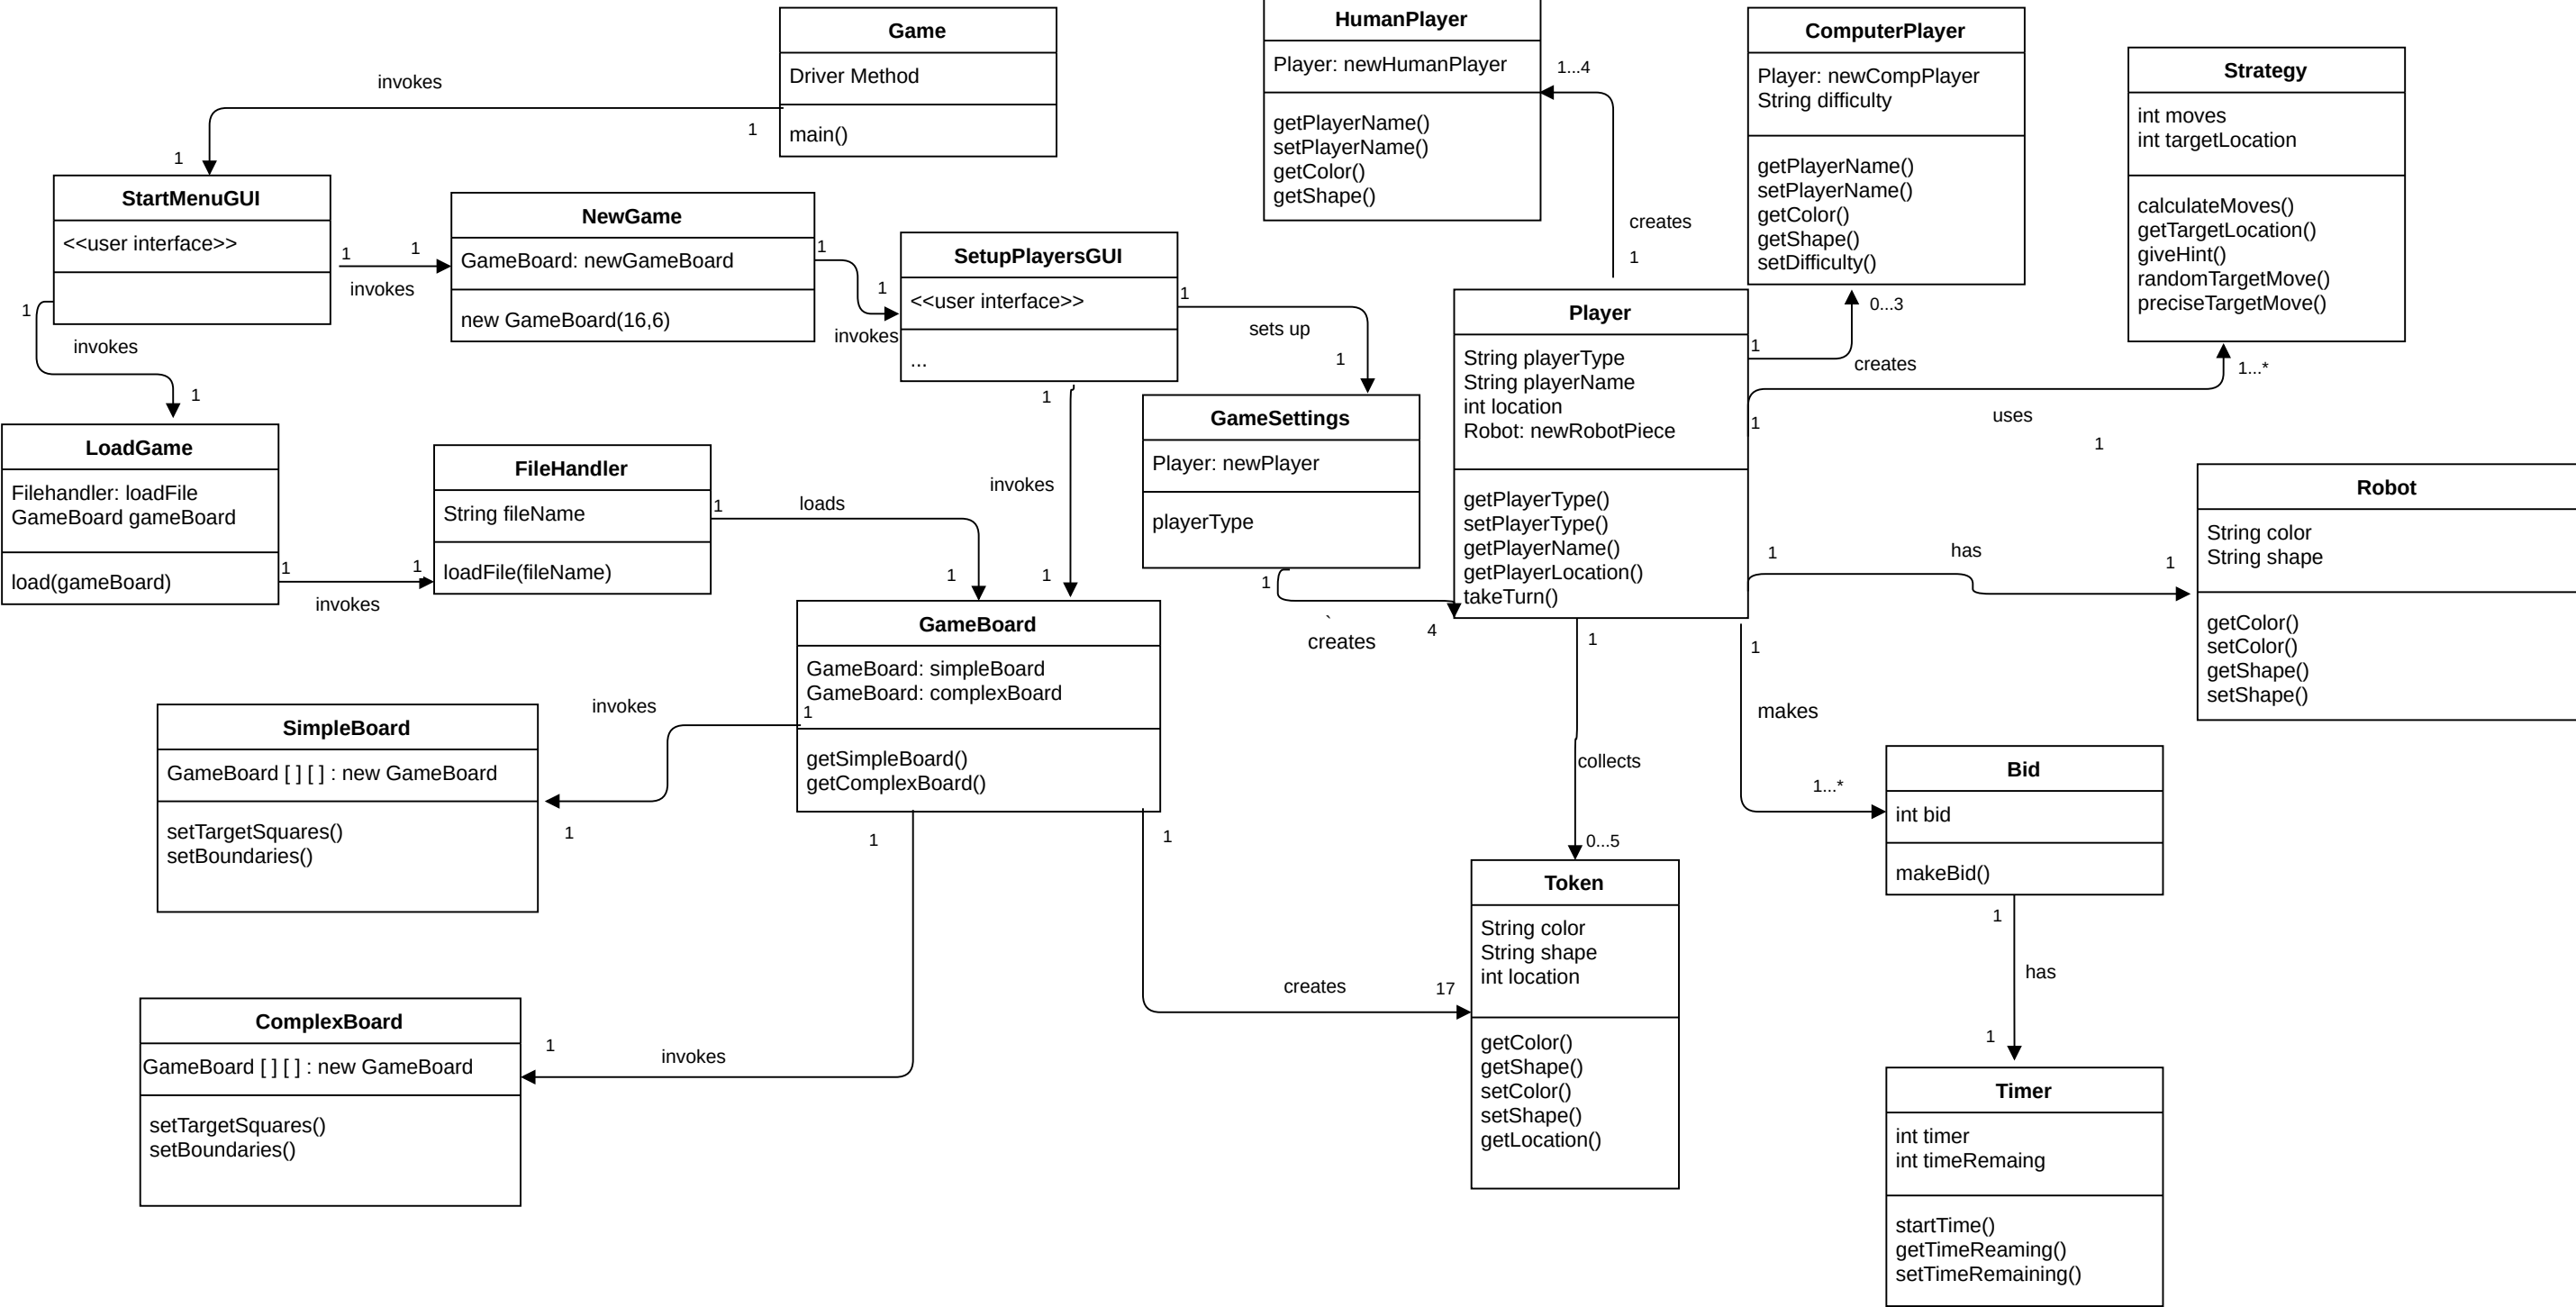 Game
Driver Method
main()
invokes
1
1
HumanPlayer
Player: newHumanPlayer
getPlayerName()
setPlayerName()
getColor()
getShape()
1...4
creates
1
ComputerPlayer
Player: newCompPlayer
String difficulty
getPlayerName()
setPlayerName()
getColor()
getShape()
setDifficulty()
0...3
1
creates
Strategy
int moves
int targetLocation
calculateMoves()
getTargetLocation()
giveHint()
randomTargetMove()
preciseTargetMove()
1...*
uses
1
1
StartMenuGUI
<<user interface>>
1
1
invokes
1
invokes
1
NewGame
GameBoard: newGameBoard
new GameBoard(16,6)
1
1
invokes
SetupPlayersGUI
<<user interface>>
...
1
sets up
1
1
invokes
1
GameSettings
Player: newPlayer
playerType
1
`
creates
4
Player
String playerType
String playerName
int location
Robot: newRobotPiece
getPlayerType()
setPlayerType()
getPlayerName()
getPlayerLocation()
takeTurn()
LoadGame
Filehandler: loadFile
GameBoard gameBoard
load(gameBoard)
1
1
invokes
FileHandler
String fileName
loadFile(fileName)
1
loads
1
Robot
String color
String shape
getColor()
setColor()
getShape()
setShape()
1
has
1
GameBoard
GameBoard: simpleBoard
GameBoard: complexBoard
1
getSimpleBoard()
getComplexBoard()
invokes
1
SimpleBoard
GameBoard [ ] [ ] : new GameBoard
setTargetSquares()
setBoundaries()
1
invokes
1
ComplexBoard
GameBoard [ ] [ ] : new GameBoard
setTargetSquares()
setBoundaries()
1
creates
17
1
collects
0...5
Token
String color
String shape
int location
getColor()
getShape()
setColor()
setShape()
getLocation()
1
makes
1...*
Bid
int bid
makeBid()
1
has
1
Timer
int timer
int timeRemaing
startTime()
getTimeReaming()
setTimeRemaining()